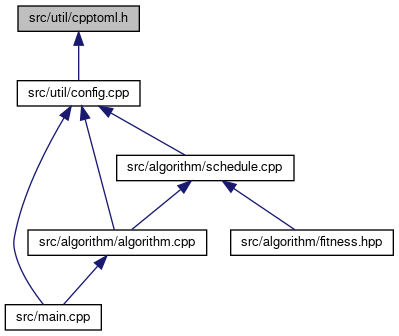 src/util/cpptoml.h
src/util/config.cpp
src/algorithm/schedule.cpp
src/algorithm/algorithm.cpp
src/algorithm/fitness.hpp
src/main.cpp